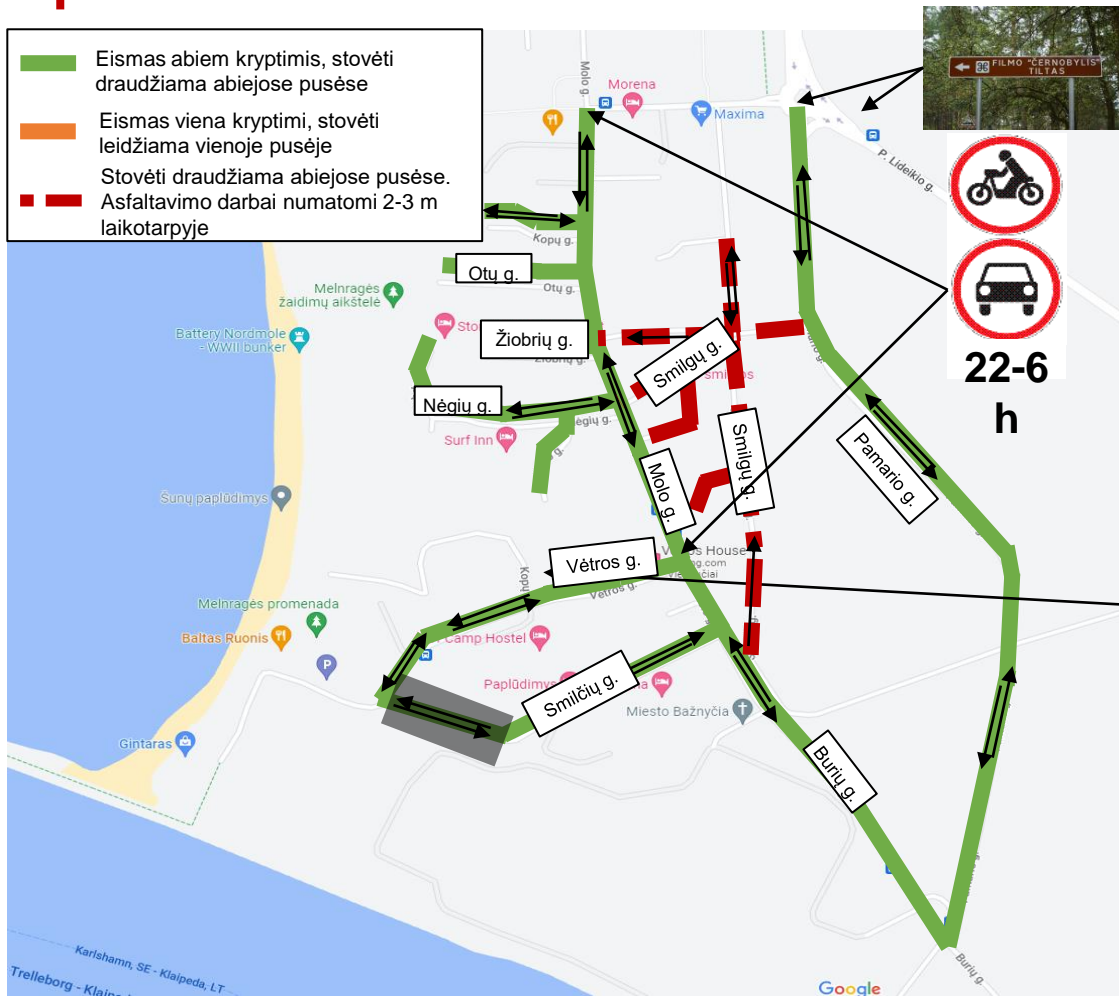 Eismas abiem kryptimis, stovėti
draudžiama abiejose pusėse
Eismas viena kryptimi, stovėti
leidžiama vienoje pusėje
Stovėti draudžiama abiejose pusėse.
Asfaltavimo darbai numatomi 2-3 m
laikotarpyje
FILMO "ČERNOBYLIS"
TILTAS
22-6
h
Molo g.
Morena
Maxima
P. Lideikio g.
Kopų g.
Otų g.
Otų g.
Melnragės
žaidimų aikštelė
Battery Nordmole
- WWII bunker
Žiobrių g.
Smilgų g.
Nėgių g.
Surf Inn
Smilgų g.
Pamario g.
Molo g.
Šunų paplūdimys
House
Vėtros g.
Vėtros g.
Melnragės promenada
Baltas Ruonis
Camp Hostel
P
Paplūdimys
Smilčių g.
Miesto Bažnyčia
Gintaras
Burių g.
Burių g.
Karlshamn, SE - Klaipeda, LT
Google